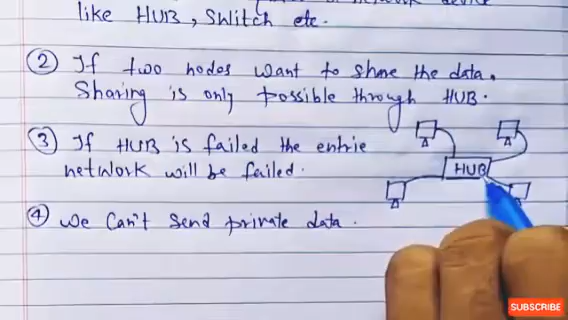 like HUB, Switch etc.
② If two nodes want to share the data.
Sharing is only possible through HUB.
③ If HUB is failed the entrie
network will be failed.
HUB
④ We Can't Send private data.
SUBSCRIBE